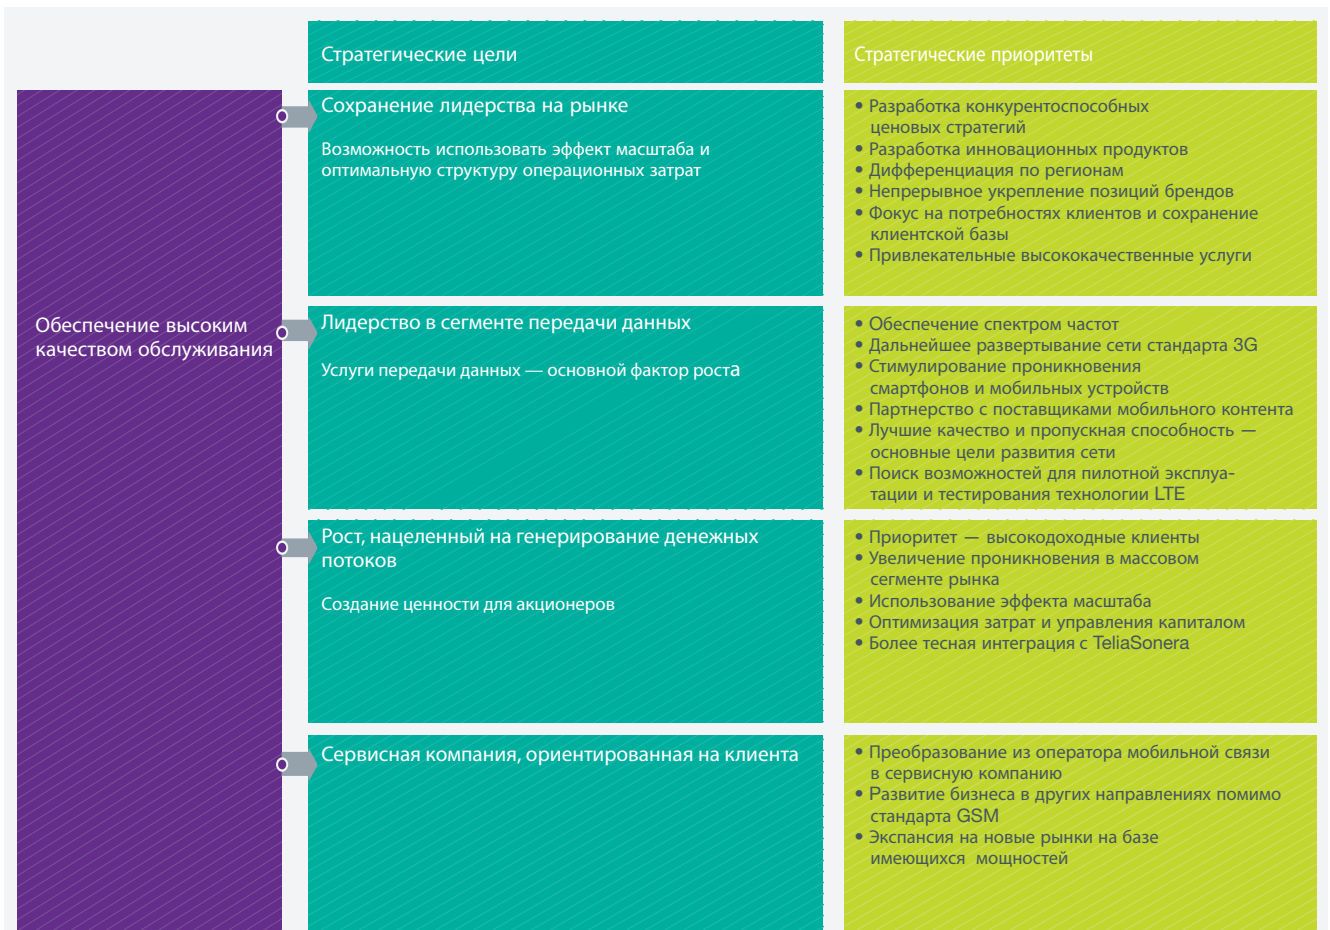 Стратегические цели
Стратегические приоритеты
Обеспечение высоким
качеством обслуживания
Сохранение лидерства на рынке
Возможность использовать эффект масштаба и
оптимальную структуру операционных затрат
• Разработка конкурентоспособных
ценовых стратегий
• Разработка инновационных продуктов
• Дифференциация по регионам
• Непрерывное укрепление позиций брендов
• Фокус на потребностях клиентов и сохранение
клиентской базы
• Привлекательные высококачественные услуги
Лидерство в сегменте передачи данных
Услуги передачи данных — основной фактор роста
• Обеспечение спектром частот
• Дальнейшее развертывание сети стандарта 3G
• Стимулирование проникновения
смартфонов и мобильных устройств
• Партнерство с поставщиками мобильного контента
• Лучшие качество и пропускная способность —
основные цели развития сети
• Поиск возможностей для пилотной эксплуа-
тации и тестирования технологии LTE
Рост, нацеленный на генерирование денежных
потоков
Создание ценности для акционеров
• Приоритет — высокодоходные клиенты
• Увеличение проникновения в массовом
сегменте рынка
• Использование эффекта масштаба
• Оптимизация затрат и управления капиталом
• Более тесная интеграция с TeliaSonera
Сервисная компания, ориентированная на клиента
• Преобразование из оператора мобильной связи
в сервисную компанию
• Развитие бизнеса в других направлениях помимо
стандарта GSM
• Экспансия на новые рынки на базе
имеющихся мощностей